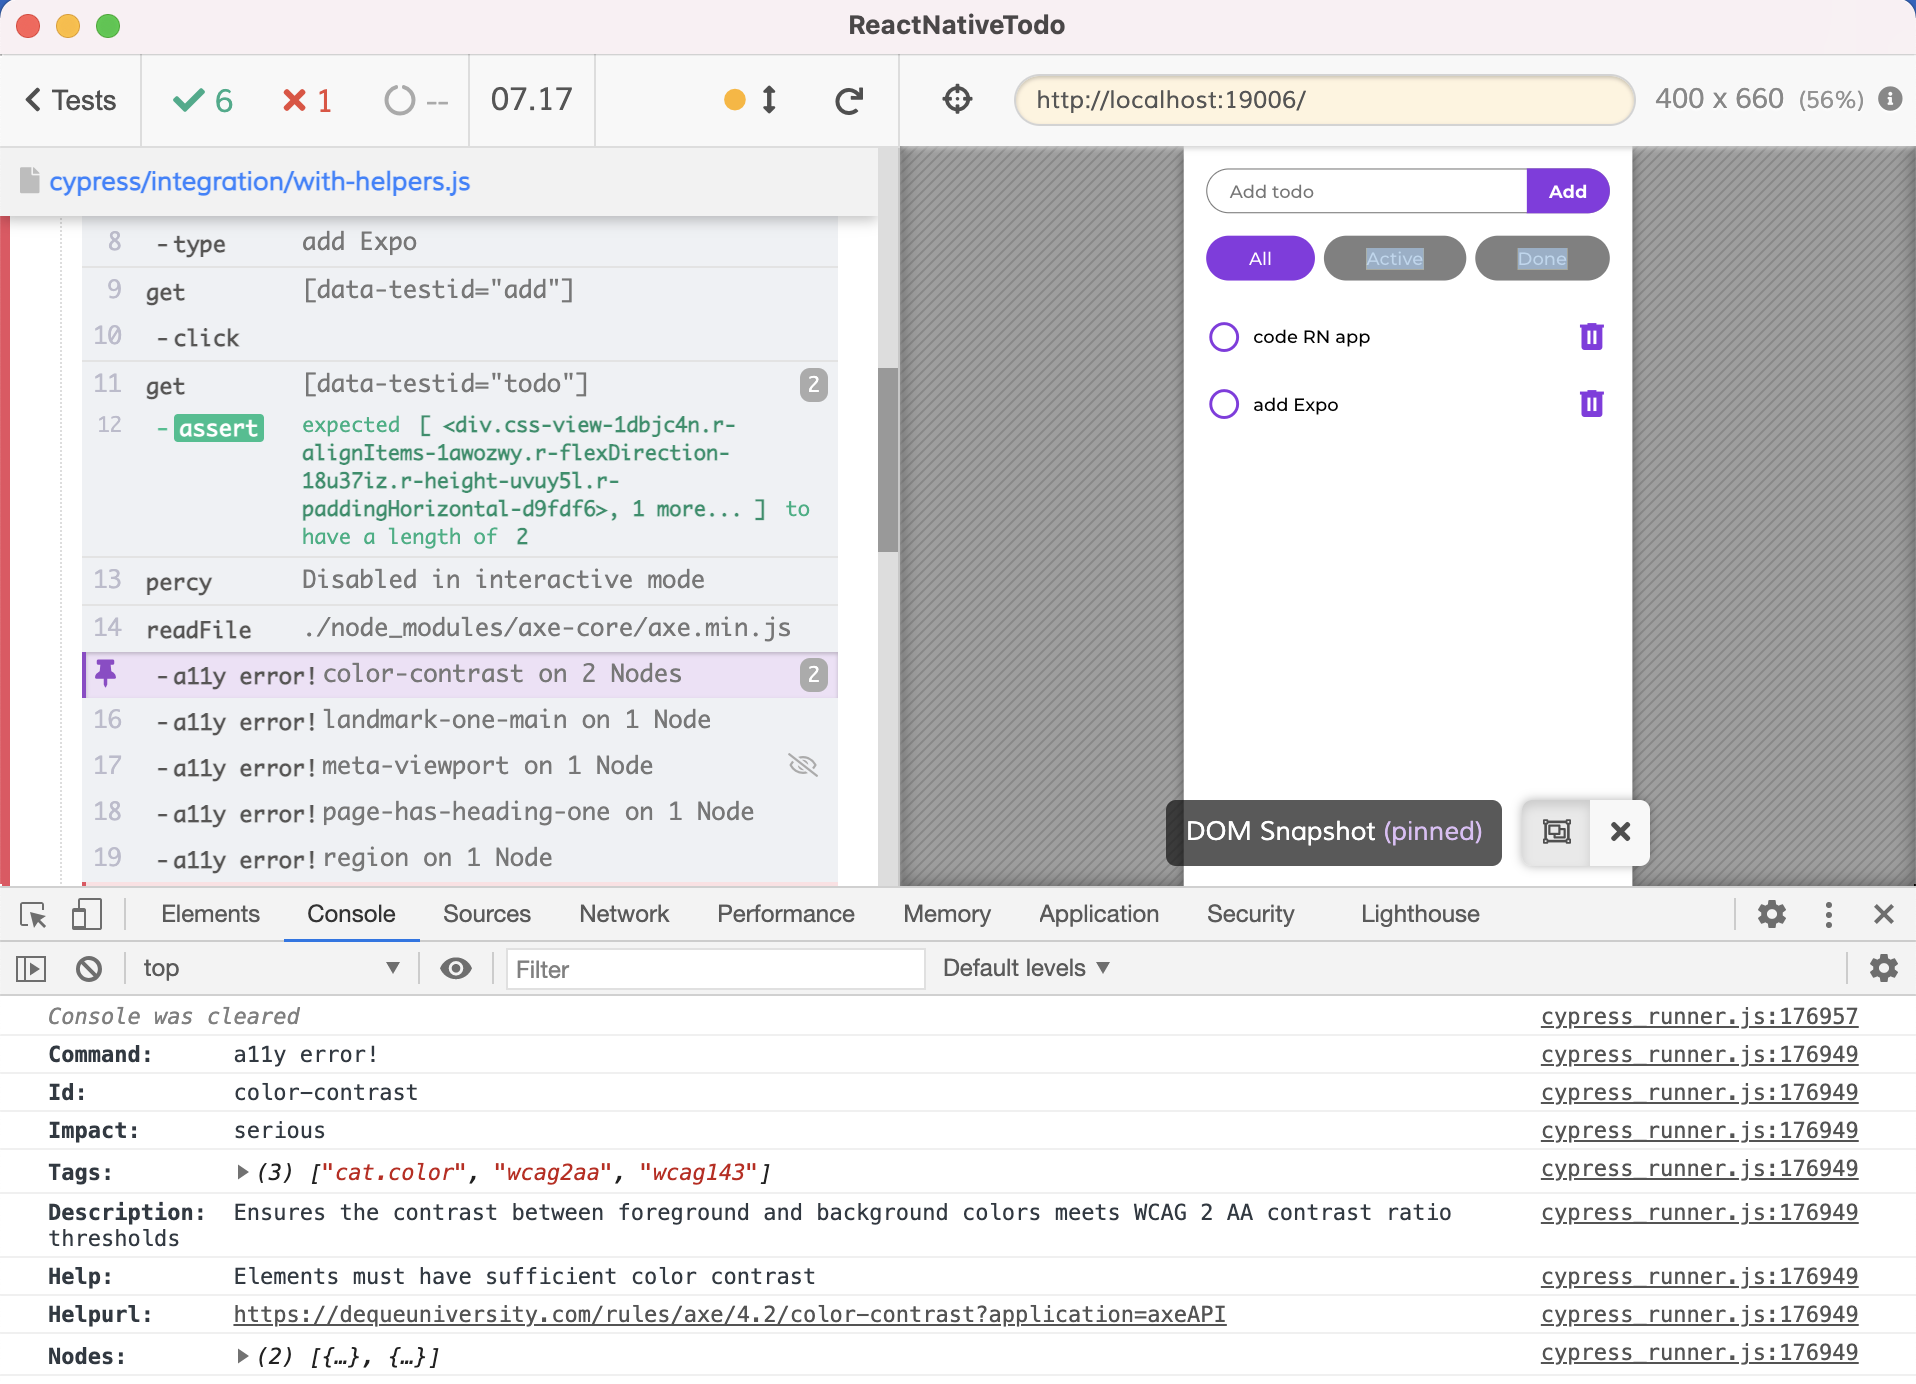 ReactNativeTodo
Tests 6 1 -- 07.17
http://localhost:19006/ 400 x 660 (56%)
cypress/integration/with-helpers.js
8 -type add Expo
9 get [data-testid="add"]
10 -click
11 get [data-testid="todo"] 2
12 -assert expected [ <div.css-view-1dbjc4n.r-
alignItems-1awozwy.r-flexDirection-
18u37iz.r-height-uvuy5l.r-
paddingHorizontal-d9fdf6>, 1 more... ] to
have a length of 2
13 percy Disabled in interactive mode
14 readFile ./node_modules/axe-core/axe.min.js
-a11y error! color-contrast on 2 Nodes 2
16 -a11y error! landmark-one-main on 1 Node
17 -a11y error! meta-viewport on 1 Node
18 -a11y error! page-has-heading-one on 1 Node
19 -a11y error! region on 1 Node
Add todo Add
All Active Done
code RN app
add Expo
DOM Snapshot (pinned)
Elements Console Sources Network Performance Memory Application Security Lighthouse
top Filter Default levels
Console was cleared cypress_runner.js:176957
Command: a11y error! cypress_runner.js:176949
Id: color-contrast cypress_runner.js:176949
Impact: serious cypress_runner.js:176949
Tags: (3) ["cat.color", "wcag2aa", "wcag143"] cypress_runner.js:176949
Description: Ensures the contrast between foreground and background colors meets WCAG 2 AA contrast ratio cypress_runner.js:176949
thresholds
Help: Elements must have sufficient color contrast cypress_runner.js:176949
Helpurl: https://dequeuniversity.com/rules/axe/4.2/color-contrast?application=axeAPI cypress_runner.js:176949
Nodes: (2) [{…}, {…}] cypress_runner.js:176949